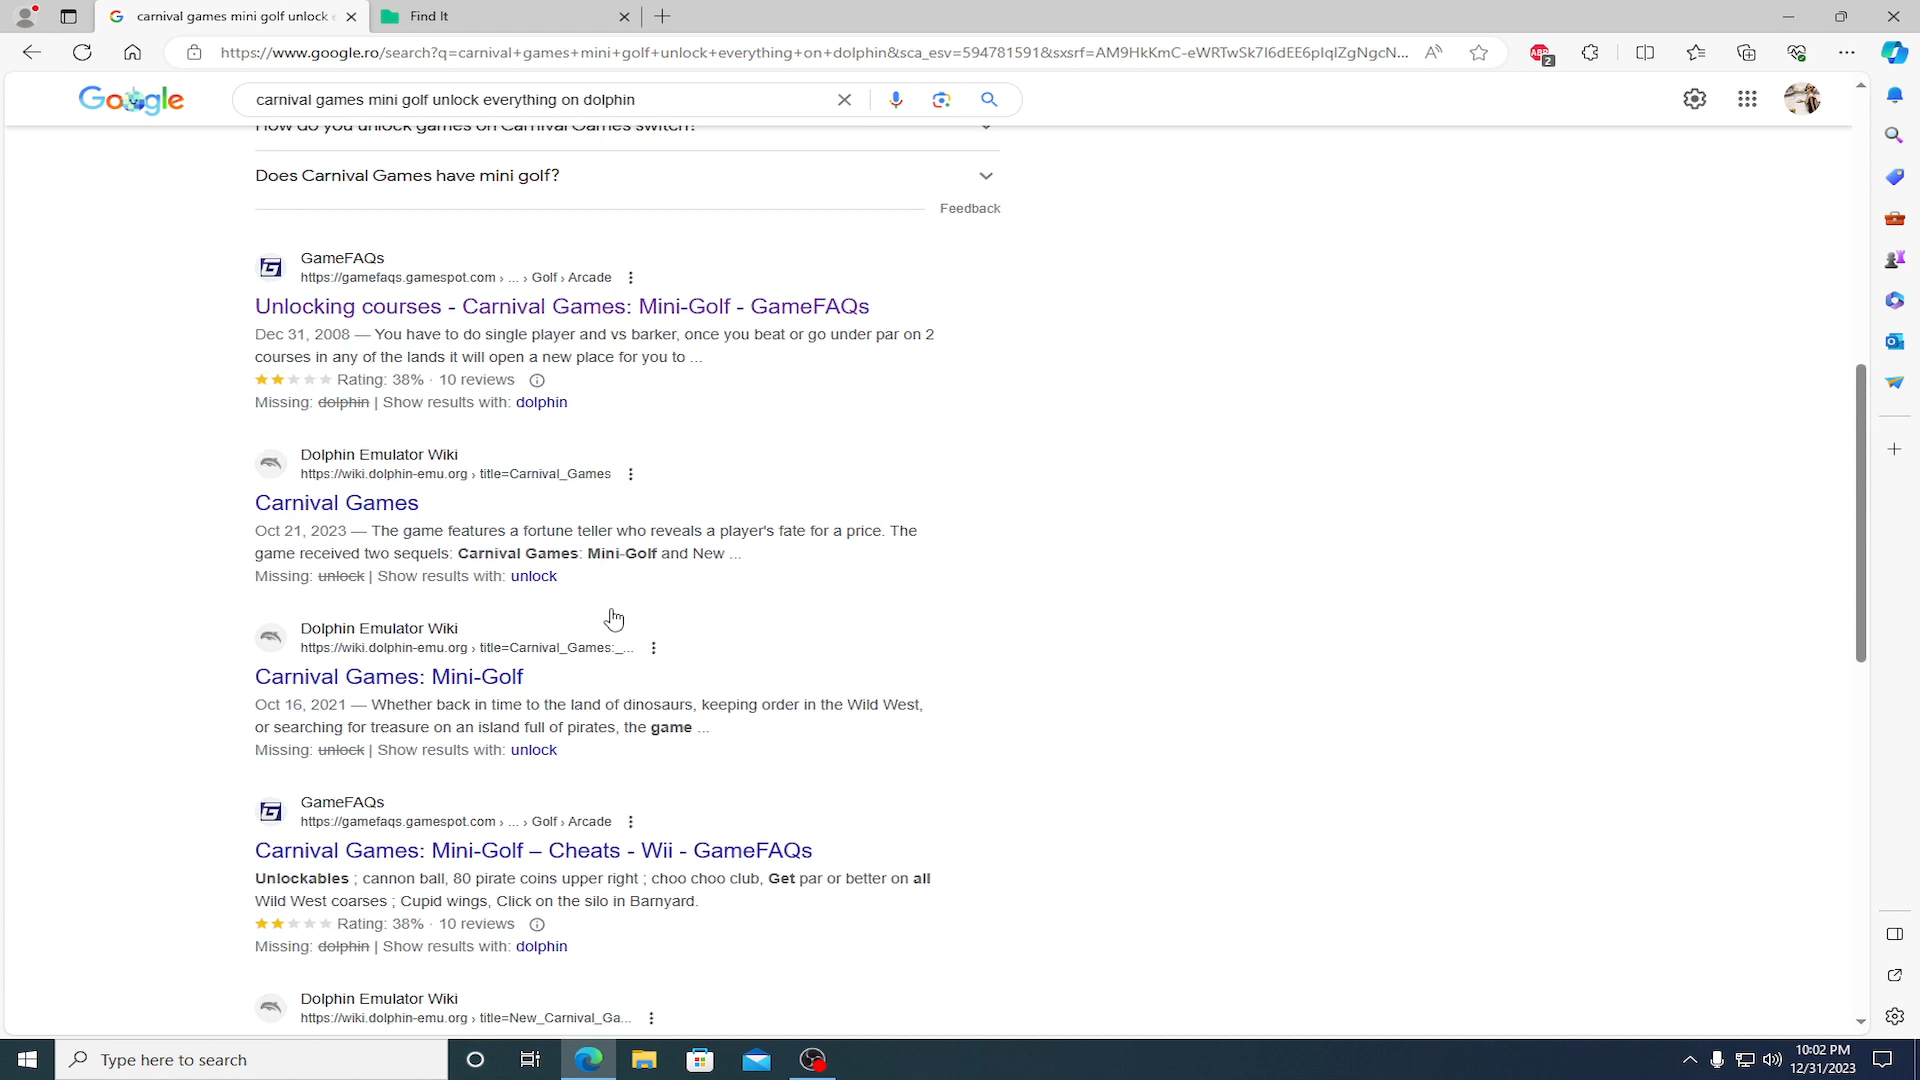 carnival games mini golf unlock e
Find It
https://www.google.ro/search?q=carnival+games+mini+golf+unlock+everything+on+dolphin&sca_esv=594781591&sxsrf=AM9HkKmC-eWRTwSk7I6dEE6pIqIZgNgcN...
ABP
2
Google
carnival games mini golf unlock everything on dolphin
How do you unlock games on Carnival Games switch?
Does Carnival Games have mini golf?
Feedback
GameFAQs
https://gamefaqs.gamespot.com › ... › Golf › Arcade
Unlocking courses - Carnival Games: Mini-Golf - GameFAQs
Dec 31, 2008 — You have to do single player and vs barker, once you beat or go under par on 2
courses in any of the lands it will open a new place for you to ...
Rating: 38% · 10 reviews
Missing: dolphin | Show results with: dolphin
Dolphin Emulator Wiki
https://wiki.dolphin-emu.org › title=Carnival_Games
Carnival Games
Oct 21, 2023 — The game features a fortune teller who reveals a player's fate for a price. The
game received two sequels: Carnival Games: Mini-Golf and New ...
Missing: unlock | Show results with: unlock
Dolphin Emulator Wiki
https://wiki.dolphin-emu.org › title=Carnival_Games:_...
Carnival Games: Mini-Golf
Oct 16, 2021 — Whether back in time to the land of dinosaurs, keeping order in the Wild West,
or searching for treasure on an island full of pirates, the game ...
Missing: unlock | Show results with: unlock
GameFAQs
https://gamefaqs.gamespot.com › ... › Golf › Arcade
Carnival Games: Mini-Golf – Cheats - Wii - GameFAQs
Unlockables ; cannon ball, 80 pirate coins upper right ; choo choo club, Get par or better on all
Wild West coarses ; Cupid wings, Click on the silo in Barnyard.
Rating: 38% · 10 reviews
Missing: dolphin | Show results with: dolphin
Dolphin Emulator Wiki
https://wiki.dolphin-emu.org › title=New_Carnival_Ga...
Type here to search
10:02 PM
12/31/2023